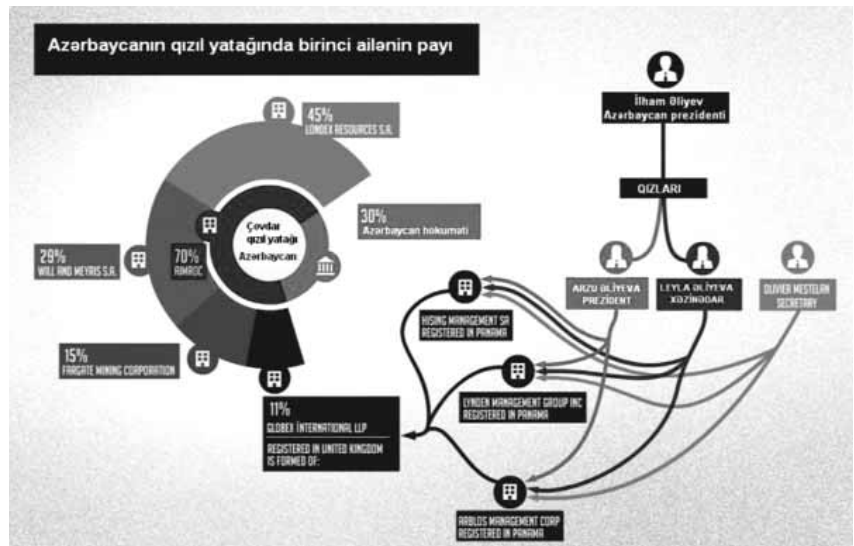 Azərbaycanın qızıl yatağında birinci ailənin payı
45%
LONDEX RESOURCES S.A.
İlham Əliyev
Azərbaycan prezidenti
QIZLARI
30%
Azərbaycan hökuməti
Çovdar
qızıl yatağı
Azərbaycan
70%
AIMROC
29%
WILL AND MEYRIS S.A.
15%
FARGATE MINING CORPORATION
11%
GLOBEX İNTERNATIONAL LLP
REGISTERED IN UNITED KINGDOM
IS FORMED OF:
ARZU ƏLİYEVA
PREZİDENT
LEYLA ƏLİYEVA
XƏZİNƏDAR
OLIVIER MESTELAN
SECRETARY
HISING MANAGEMENT SA
REGISTERED IN PANAMA
LYNDEN MANAGEMENT GROUP INC
REGISTERED IN PANAMA
ARBLOS MANAGEMENT CORP
REGISTERED IN PANAMA